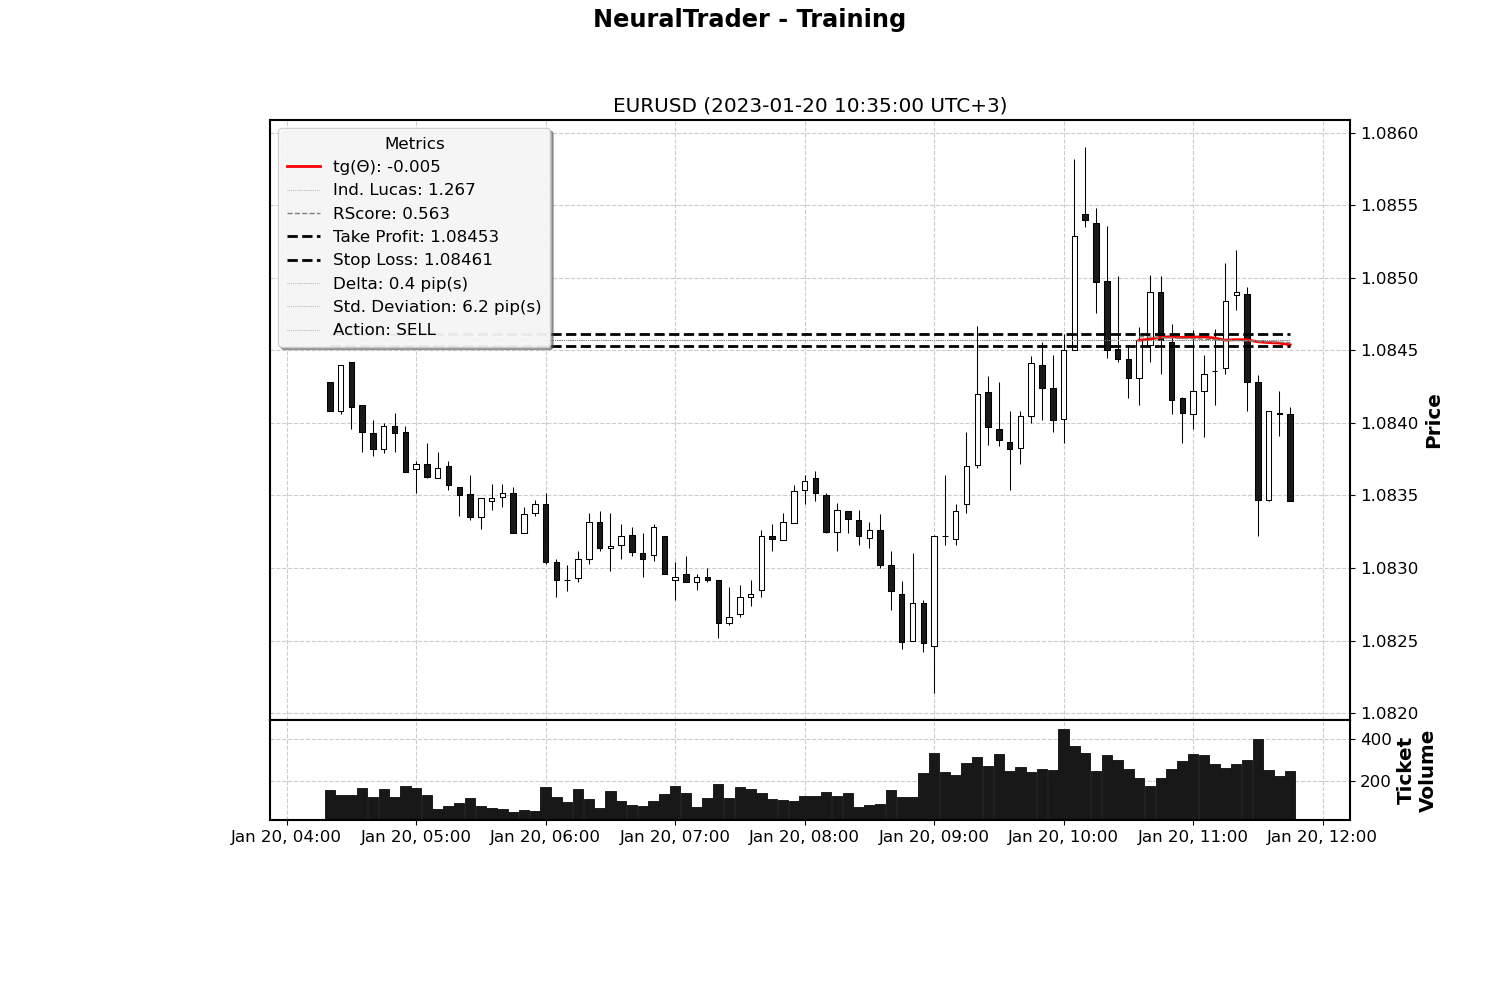 NeuralTrader - Training
EURUSD (2023-01-20 10:35:00 UTC+3)
Metrics
tg(Θ): -0.005
Ind. Lucas: 1.267
RScore: 0.563
Take Profit: 1.08453
Stop Loss: 1.08461
Delta: 0.4 pip(s)
Std. Deviation: 6.2 pip(s)
Action: SELL
1.0860
1.0855
1.0850
1.0845
1.0840
1.0835
1.0830
1.0825
1.0820
Price
400
200
Ticket
Volume
Jan 20, 04:00
Jan 20, 05:00
Jan 20, 06:00
Jan 20, 07:00
Jan 20, 08:00
Jan 20, 09:00
Jan 20, 10:00
Jan 20, 11:00
Jan 20, 12:00